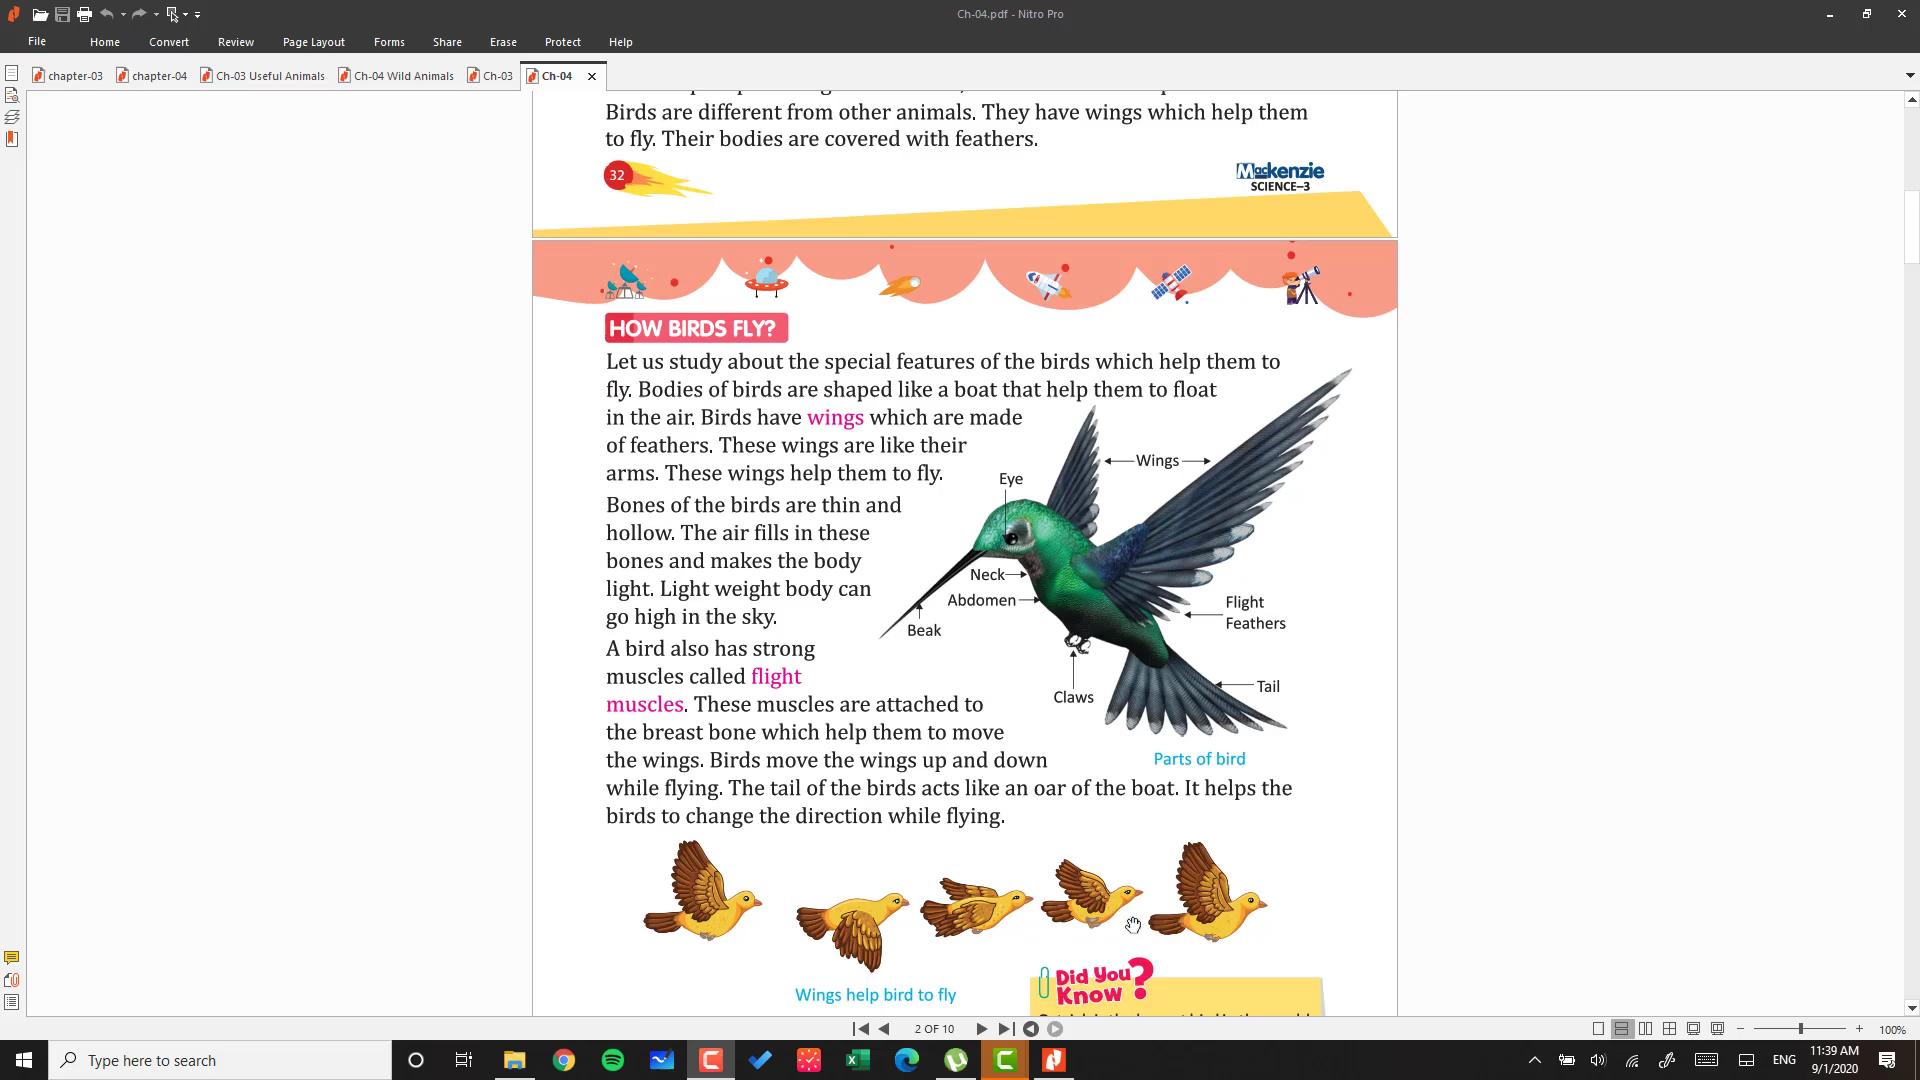 Ch-04.pdf - Nitro Pro
File Home Convert Review Page Layout Forms Share Erase Protect Help
chapter-03 chapter-04 Ch-03 Useful Animals Ch-04 Wild Animals Ch-03 Ch-04
Birds are different from other animals. They have wings which help them
to fly. Their bodies are covered with feathers.
32
Mackenzie
SCIENCE–3
HOW BIRDS FLY?
Let us study about the special features of the birds which help them to
fly. Bodies of birds are shaped like a boat that help them to float
in the air. Birds have wings which are made
of feathers. These wings are like their
arms. These wings help them to fly.
Bones of the birds are thin and
hollow. The air fills in these
bones and makes the body
light. Light weight body can
go high in the sky.
A bird also has strong
muscles called flight
muscles. These muscles are attached to
the breast bone which help them to move
the wings. Birds move the wings up and down
while flying. The tail of the birds acts like an oar of the boat. It helps the
birds to change the direction while flying.
Wings
Eye
Neck
Abdomen
Beak
Flight
Feathers
Claws
Tail
Parts of bird
Wings help bird to fly
Did You
Know ?
2 OF 10
100%
Type here to search
ENG
11:39 AM
9/1/2020